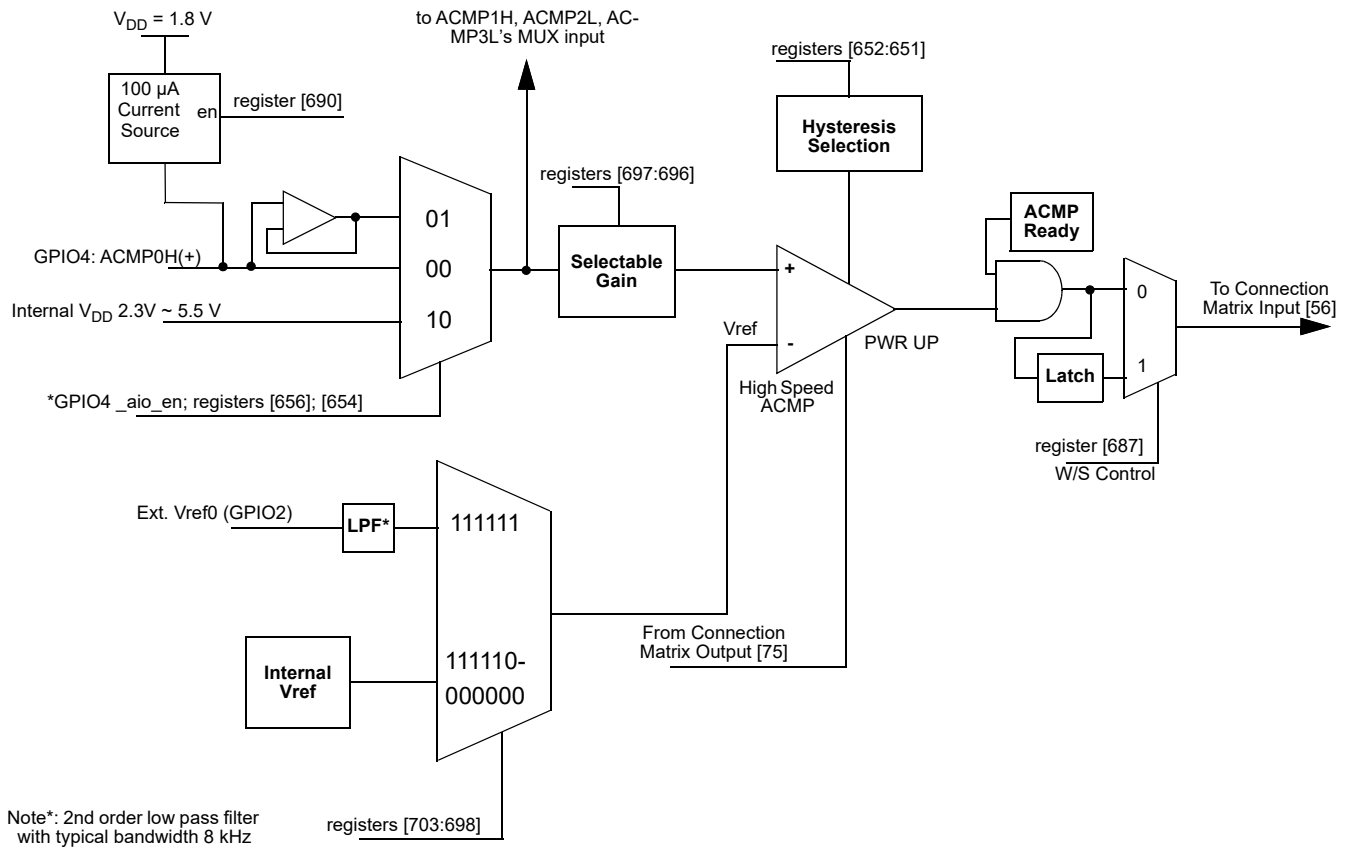 V_DD = 1.8 V
to ACMP1H, ACMP2L, AC-
MP3L's MUX input
registers [652:651]
100 µA
Current
Source
en
register [690]
Hysteresis
Selection
registers [697:696]
ACMP
Ready
01
GPIO4: ACMP0H(+)
00
Selectable
Gain
+
Internal V_DD 2.3V ~ 5.5 V
10
0
To Connection
Matrix Input [56]
Vref
-
PWR UP
Latch
1
High Speed
ACMP
*GPIO4 _aio_en; registers [656]; [654]
register [687]
W/S Control
Ext. Vref0 (GPIO2)
LPF*
111111
From Connection
Matrix Output [75]
Internal
Vref
111110-
000000
Note*: 2nd order low pass filter
with typical bandwidth 8 kHz
registers [703:698]